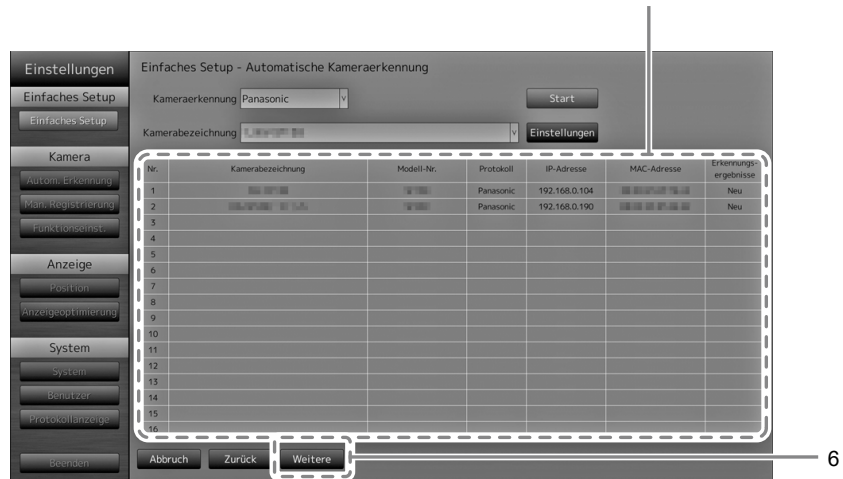 Einstellungen
Einfaches Setup
Einfaches Setup
Kamera
Autom. Erkennung
Man. Registrierung
Funktionseinst.
Anzeige
Position
Anzeigeoptimierung
System
System
Benutzer
Protokollanzeige
Beenden
Einfaches Setup - Automatische Kameraerkennung
Kameraerkennung Panasonic Start
Kamerabezeichnung Einstellungen
Nr. Kamerabezeichnung Modell-Nr. Protokoll IP-Adresse MAC-Adresse Erkennungs-
ergebnisse
1 Panasonic 192.168.0.104 Neu
2 Panasonic 192.168.0.190 Neu
3
4
5
6
7
8
9
10
11
12
13
14
15
16
Abbruch Zurück Weitere
6